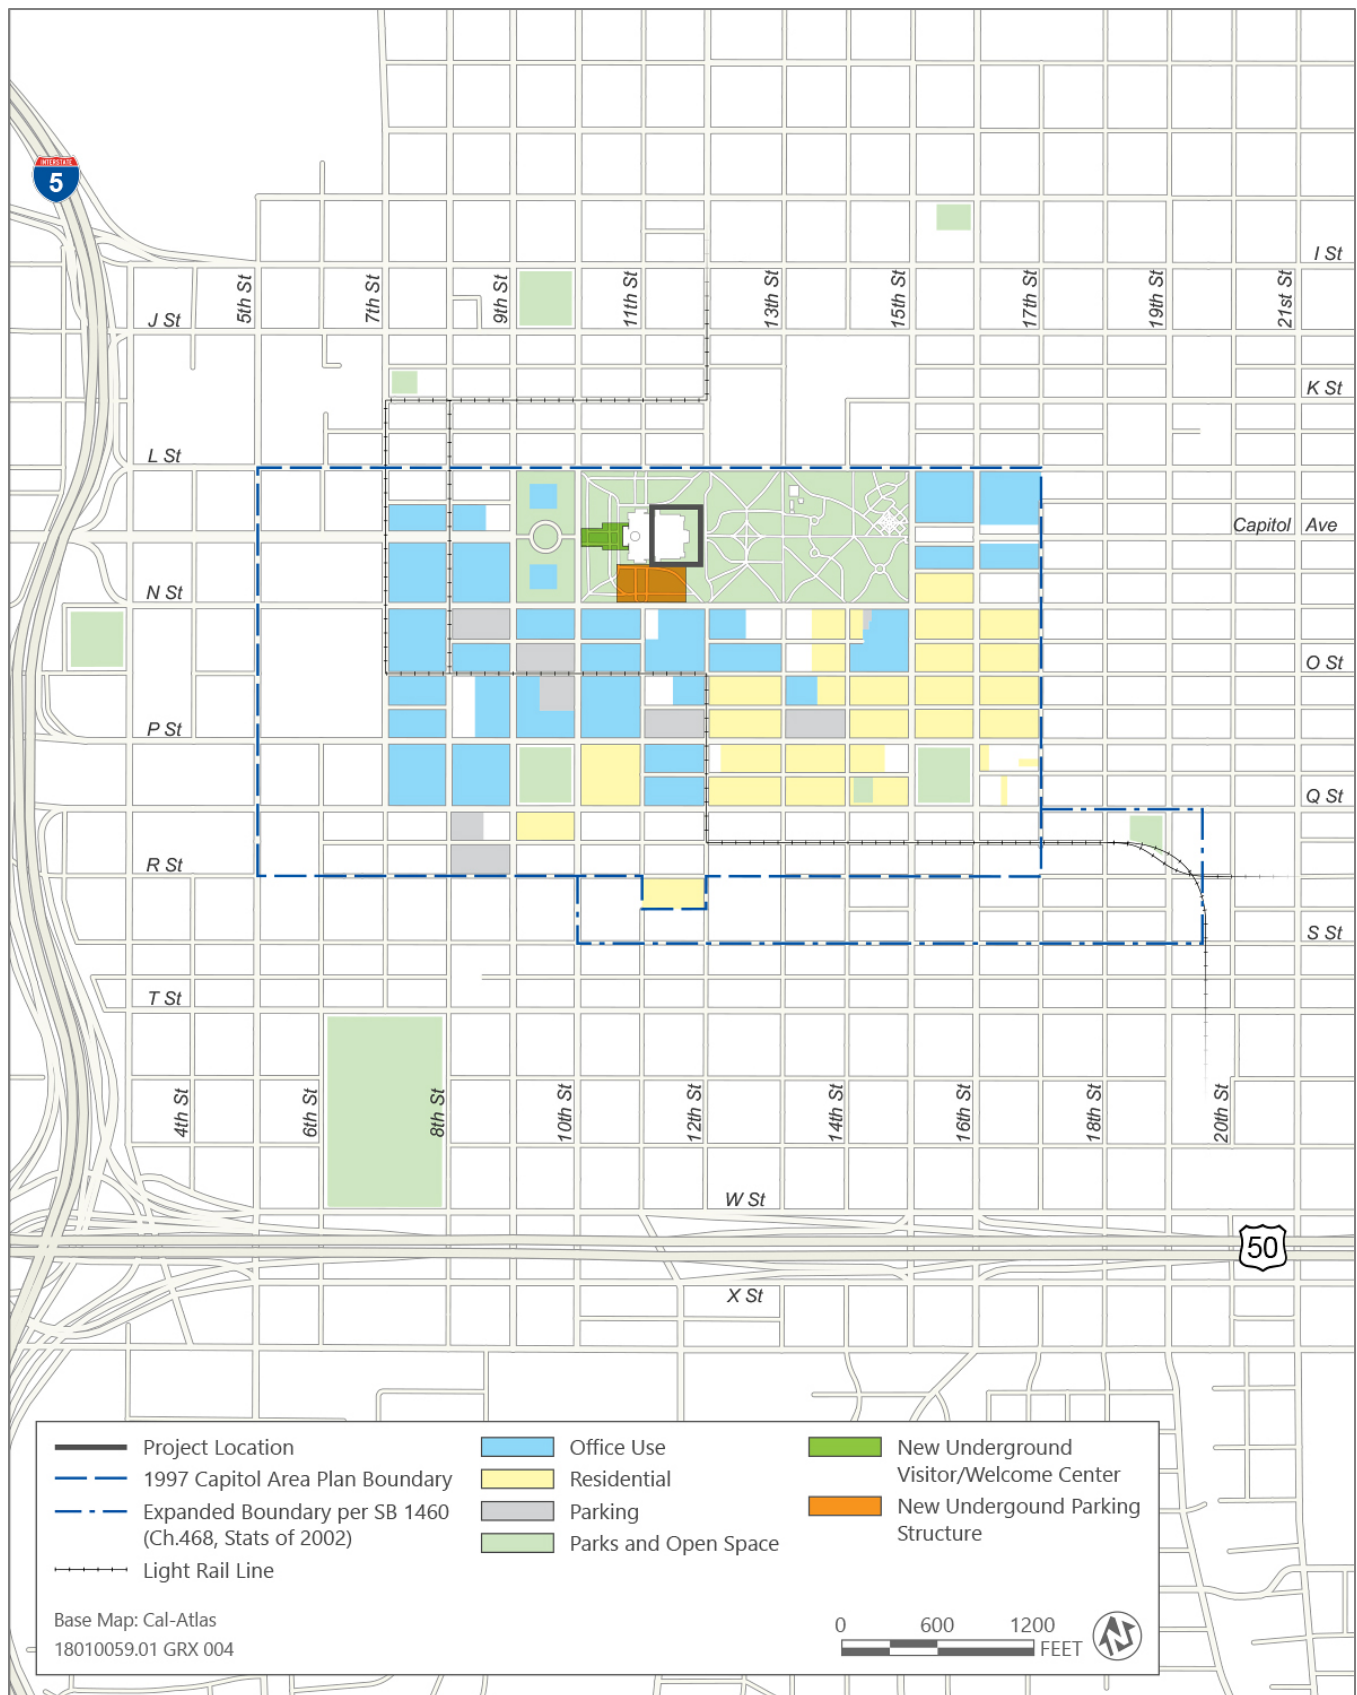 INTERSTATE
5
I St
5th St
7th St
9th St
11th St
13th St
15th St
17th St
19th St
21st St
J St
K St
L St
Capitol Ave
N St
O St
P St
Q St
R St
S St
T St
4th St
6th St
8th St
10th St
12th St
14th St
16th St
18th St
20th St
W St
50
X St
Project Location
1997 Capitol Area Plan Boundary
Expanded Boundary per SB 1460
(Ch.468, Stats of 2002)
Light Rail Line
Office Use
Residential
Parking
Parks and Open Space
New Underground
Visitor/Welcome Center
New Undergound Parking
Structure
Base Map: Cal-Atlas
18010059.01 GRX 004
0 600 1200
FEET
N